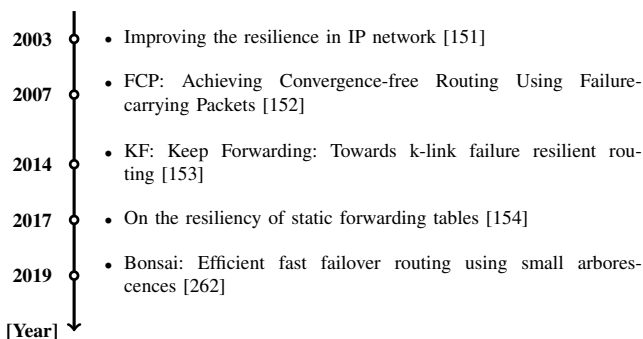 2003 • Improving the resilience in IP network [151]
2007 • FCP: Achieving Convergence-free Routing Using Failure-
carrying Packets [152]
2014 • KF: Keep Forwarding: Towards k-link failure resilient rou-
ting [153]
2017 • On the resiliency of static forwarding tables [154]
2019 • Bonsai: Efficient fast failover routing using small arbores-
cences [262]
[Year]